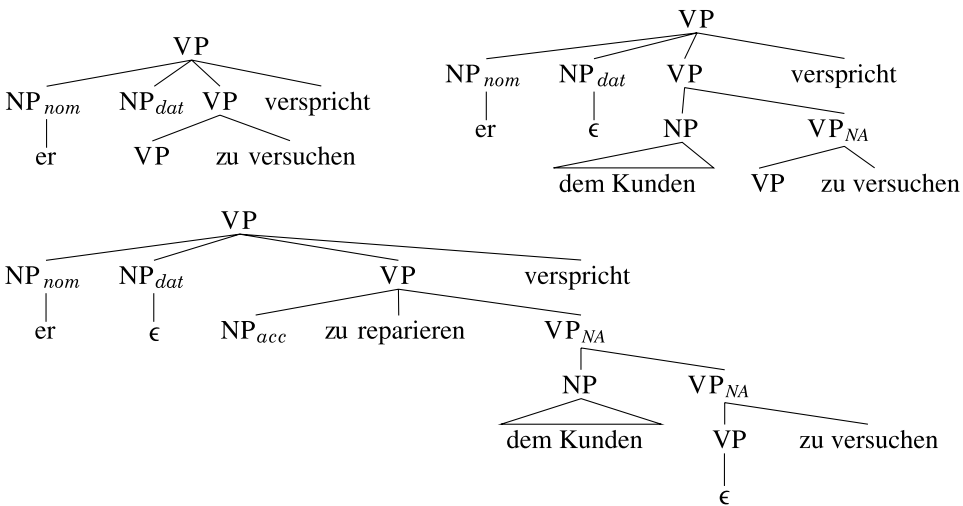 VP
NP nom NP dat VP verspricht
er VP zu versuchen
VP
NP nom NP dat VP verspricht
er ϵ NP VP NA
dem Kunden VP zu versuchen
VP
NP nom NP dat VP verspricht
er ϵ NP acc zu reparieren VP NA
NP VP NA
dem Kunden VP zu versuchen
ϵ